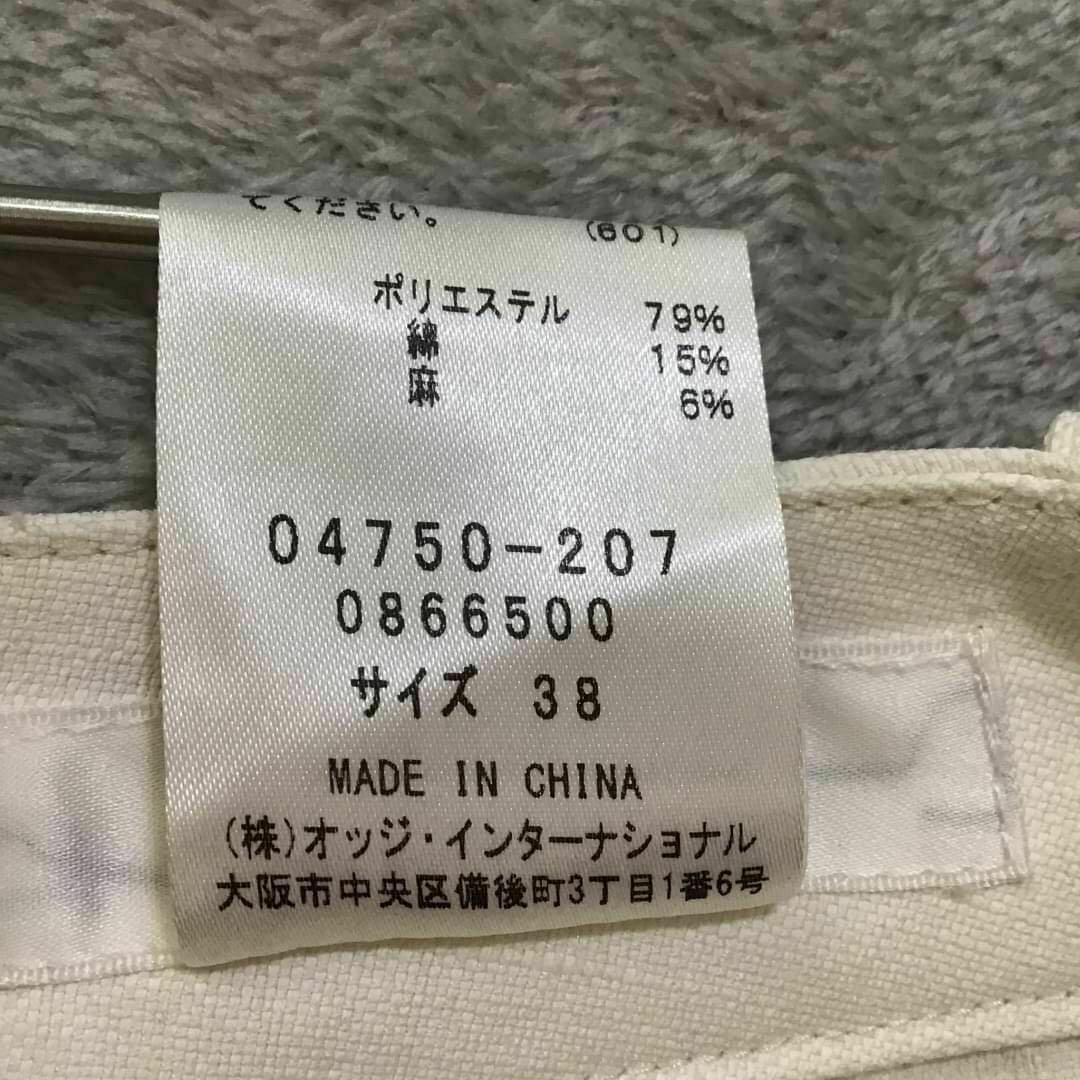 てください。 (601)
ポリエステル 79%
綿 15%
麻 6%
04750-207
0866500
サイズ 38
MADE IN CHINA
(株)オッジ・インターナショナル
大阪市中央区備後町3丁目1番6号